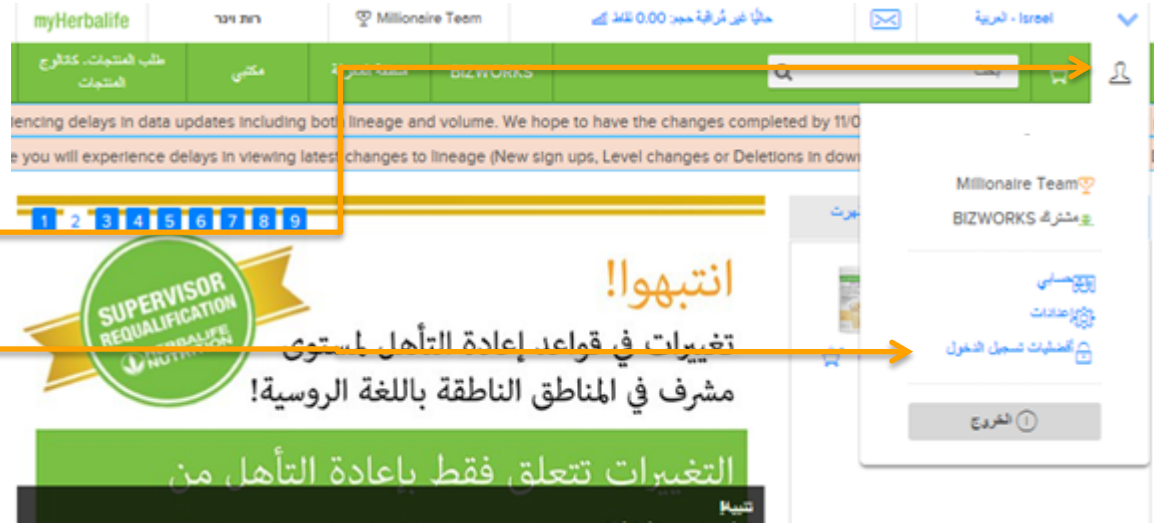 myHerbalife
רות וינר
Millionaire Team
حاليًا غير مُراقبة حجم: 0.00 نقاط
Israel - العربية
طلب المنتجات، كتالوج
المنتجات
مكتبي
BIZWORKS
بحث
encing delays in data updates including both lineage and volume. We hope to have the changes completed by 11/0
e you will experience delays in viewing latest changes to lineage (New sign ups, Level changes or Deletions in down
1 2 3 4 5 6 7 8 9
SUPERVISOR
REQUALIFICATION
HERBALIFE
NUTRITION
انتبهوا!
تغييرات في قواعد إعادة التأهل لمستوى
مشرف في المناطق الناطقة باللغة الروسية!
التغييرات تتعلق فقط بإعادة التأهل من
تنبيه!
Millionaire Team
مشترك BIZWORKS
حسابي
إعدادات
أفضليات تسجيل الدخول
الخروج